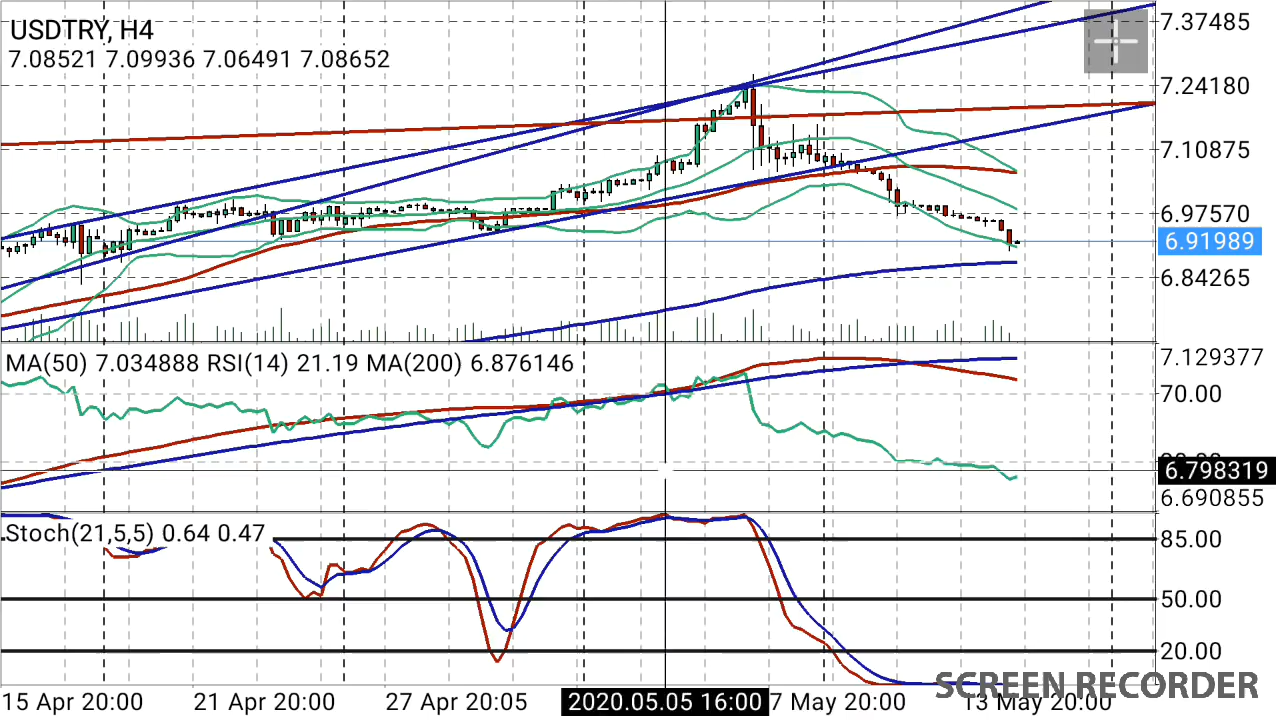 USDTRY, H4
7.08521 7.09936 7.06491 7.08652
7.37485
7.24180
7.10875
6.97570
6.91989
6.84265
MA(50) 7.034888 RSI(14) 21.19 MA(200) 6.876146
7.129377
70.00
6.798319
6.690855
Stoch(21,5,5) 0.64 0.47
85.00
50.00
20.00
SCREEN RECORDER
15 Apr 20:00 21 Apr 20:00 27 Apr 20:05 2020.05.05 16:00 7 May 20:00 13 May 20:00